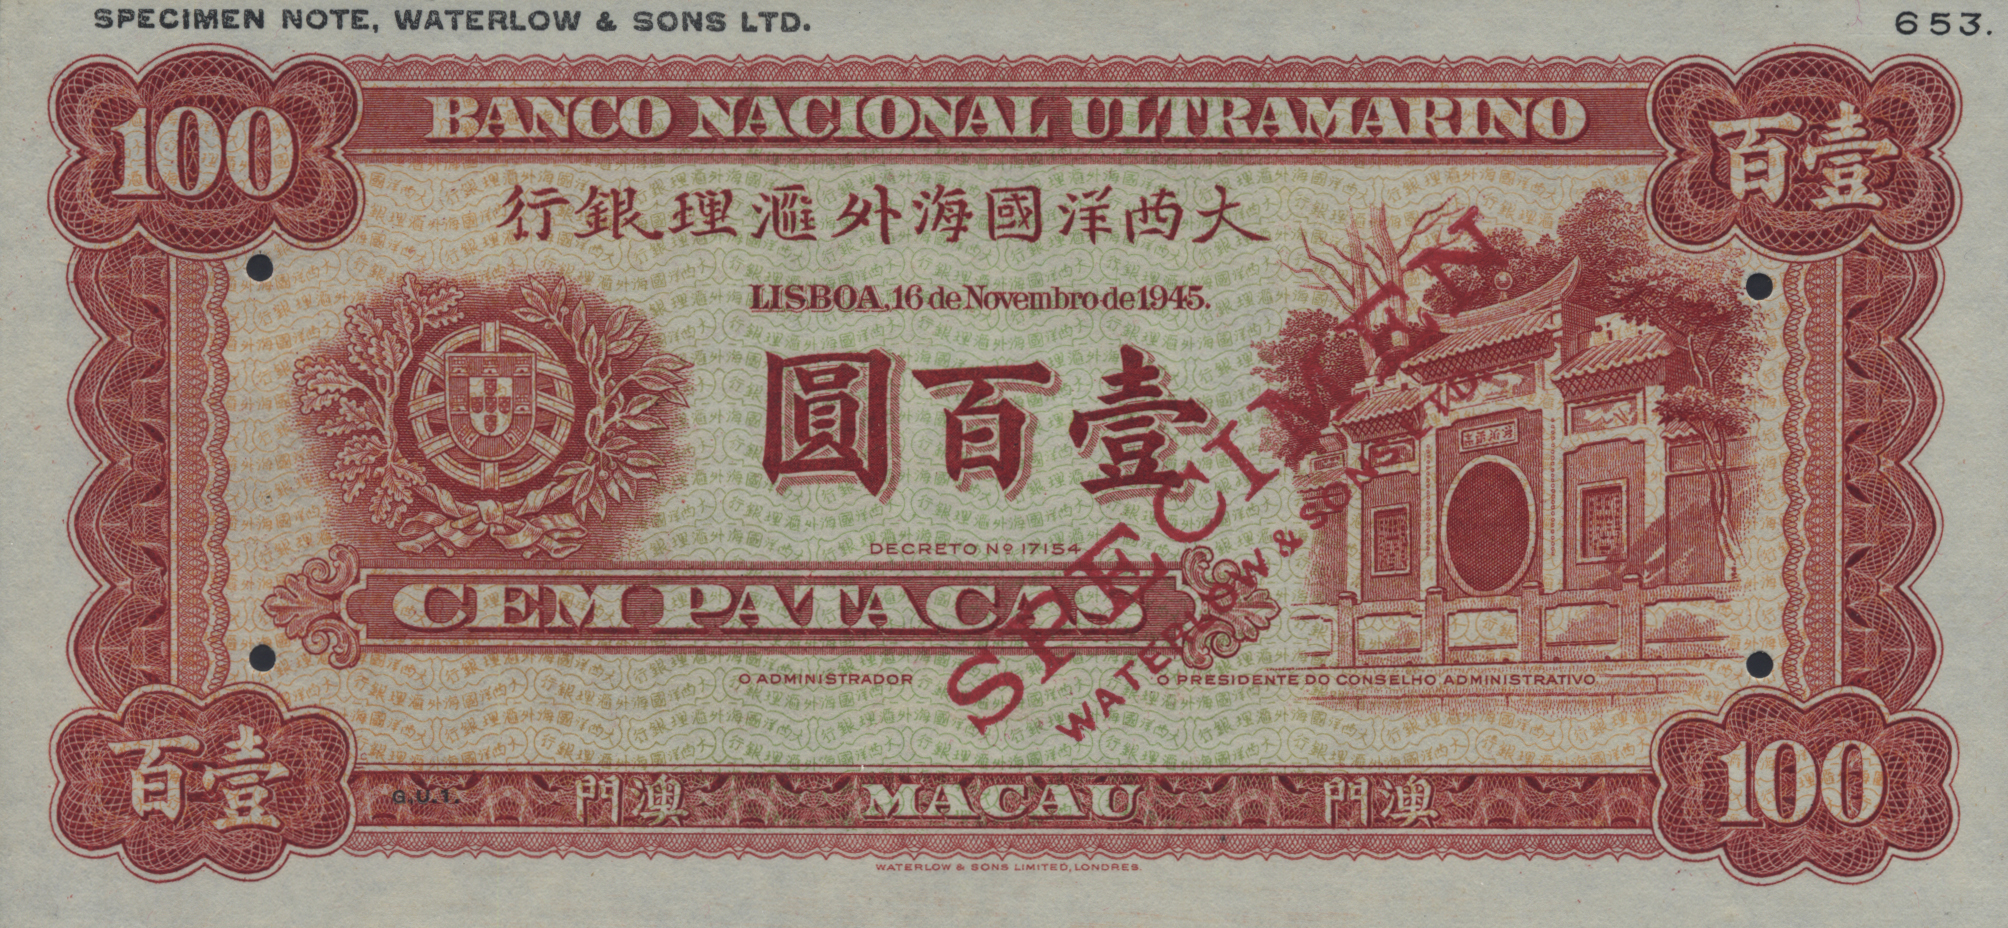 SPECIMEN NOTE, WATERLOW & SONS LTD.
653.
100
BANCO NACIONAL ULTRAMARINO
壹百
大西洋國海外滙理銀行
LISBOA, 16 de Novembro de 1945.
壹百圓
DECRETO Nº 17154
CEM PATACAS
SPECIMEN
WATERLOW & SONS LTD
O ADMINISTRADOR
O PRESIDENTE DO CONSELHO ADMINISTRATIVO
壹百
G.U.1.
澳門
MACAU
澳門
100
WATERLOW & SONS LIMITED, LONDRES.